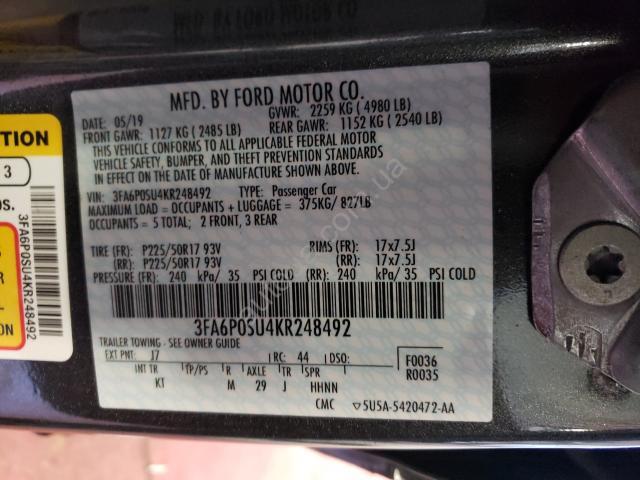 MFD. BY FORD MOTOR CO.
DATE: 05/19 GVWR: 2259 KG ( 4980 LB)
FRONT GAWR: 1127 KG ( 2485 LB) REAR GAWR: 1152 KG ( 2540 LB)
THIS VEHICLE CONFORMS TO ALL APPLICABLE FEDERAL MOTOR
VEHICLE SAFETY, BUMPER, AND THEFT PREVENTION STANDARDS
IN EFFECT ON THE DATE OF MANUFACTURE SHOWN ABOVE.
VIN: 3FA6P0SU4KR248492 TYPE: Passenger Car
MAXIMUM LOAD = OCCUPANTS + LUGGAGE = 375KG/ 827LB
OCCUPANTS = 5 TOTAL; 2 FRONT, 3 REAR
TIRE (FR): P225/50R17 93V RIMS (FR): 17x7.5J
(RR): P225/50R17 93V (RR): 17x7.5J
PRESSURE (FR): 240 kPa/ 35 PSI COLD (RR): 240 kPa/ 35 PSI COLD
3FA6P0SU4KR248492
TRAILER TOWING - SEE OWNER GUIDE
EXT PNT: J7 RC: 44 DSO: F0036
R0035
INT TR TP/PS R AXLE TR SPR
KT M 29 J HHNN
CMC ▽5U5A-5420472-AA
3
3FA6P0SU4KR248492